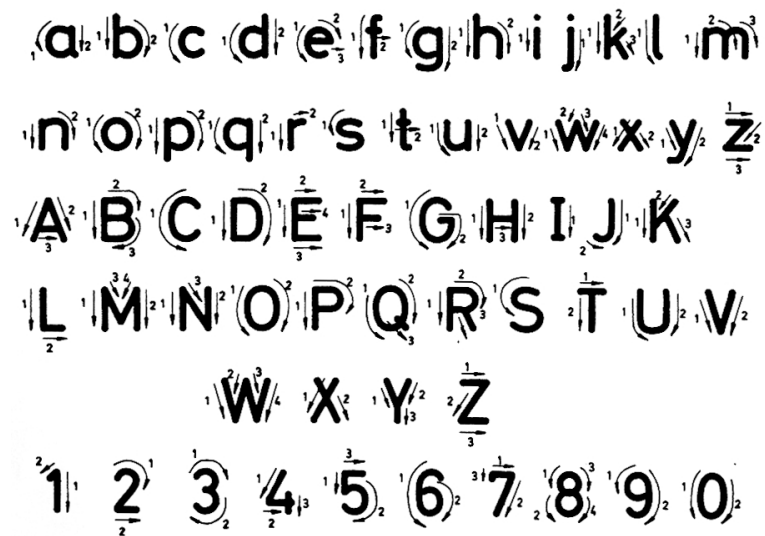 a b c d e f g h i j k l m
n o p q r s t u v w x y z
A B C D E F G H I J K
L M N O P Q R S T U V
W X Y Z
1 2 3 4 5 6 7 8 9 0